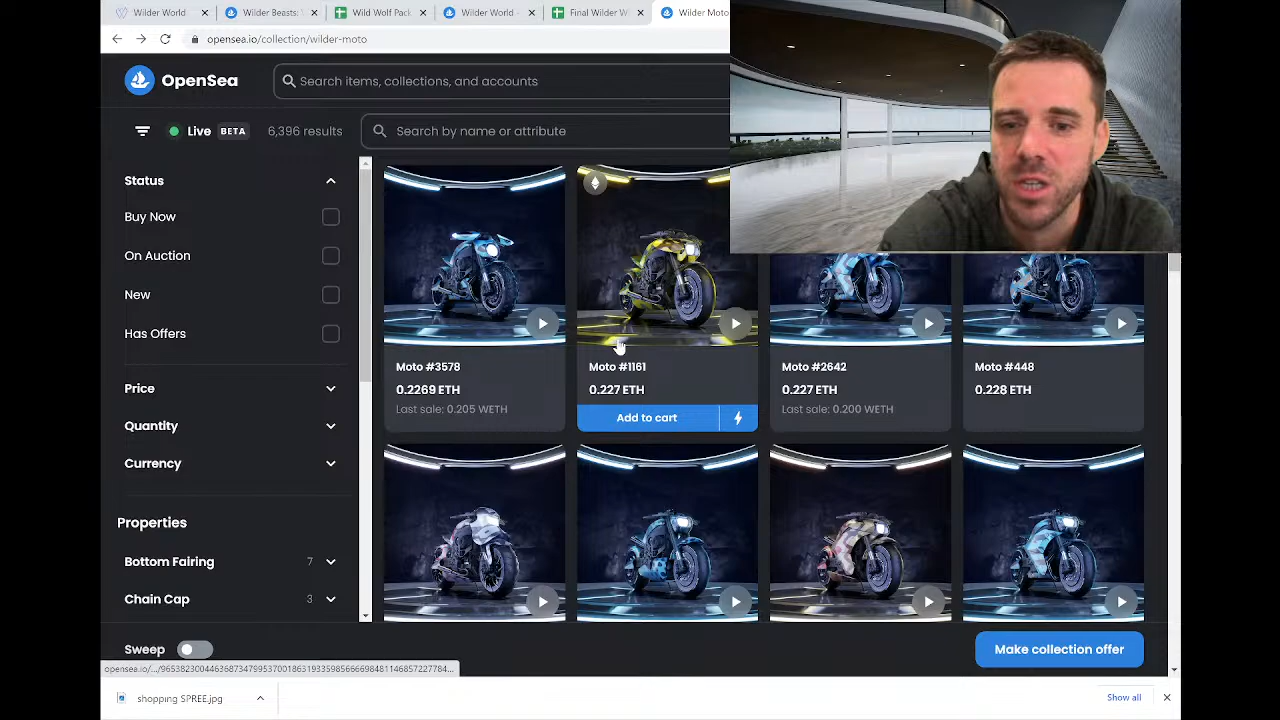 Wilder World
Wilder Beasts:
Wild Wolf Pack
Wilder World
Final Wilder W
Wilder Moto
opensea.io/collection/wilder-moto
OpenSea
Search items, collections, and accounts
Live BETA 6,396 results
Search by name or attribute
Status
Buy Now
On Auction
New
Has Offers
Price
Quantity
Currency
Properties
Bottom Fairing 7
Chain Cap 3
Moto #3578
0.2269 ETH
Last sale: 0.205 WETH
Moto #1161
0.227 ETH
Add to cart
Moto #2642
0.227 ETH
Last sale: 0.200 WETH
Moto #448
0.228 ETH
Sweep
Make collection offer
shopping SPREE.jpg
Show all